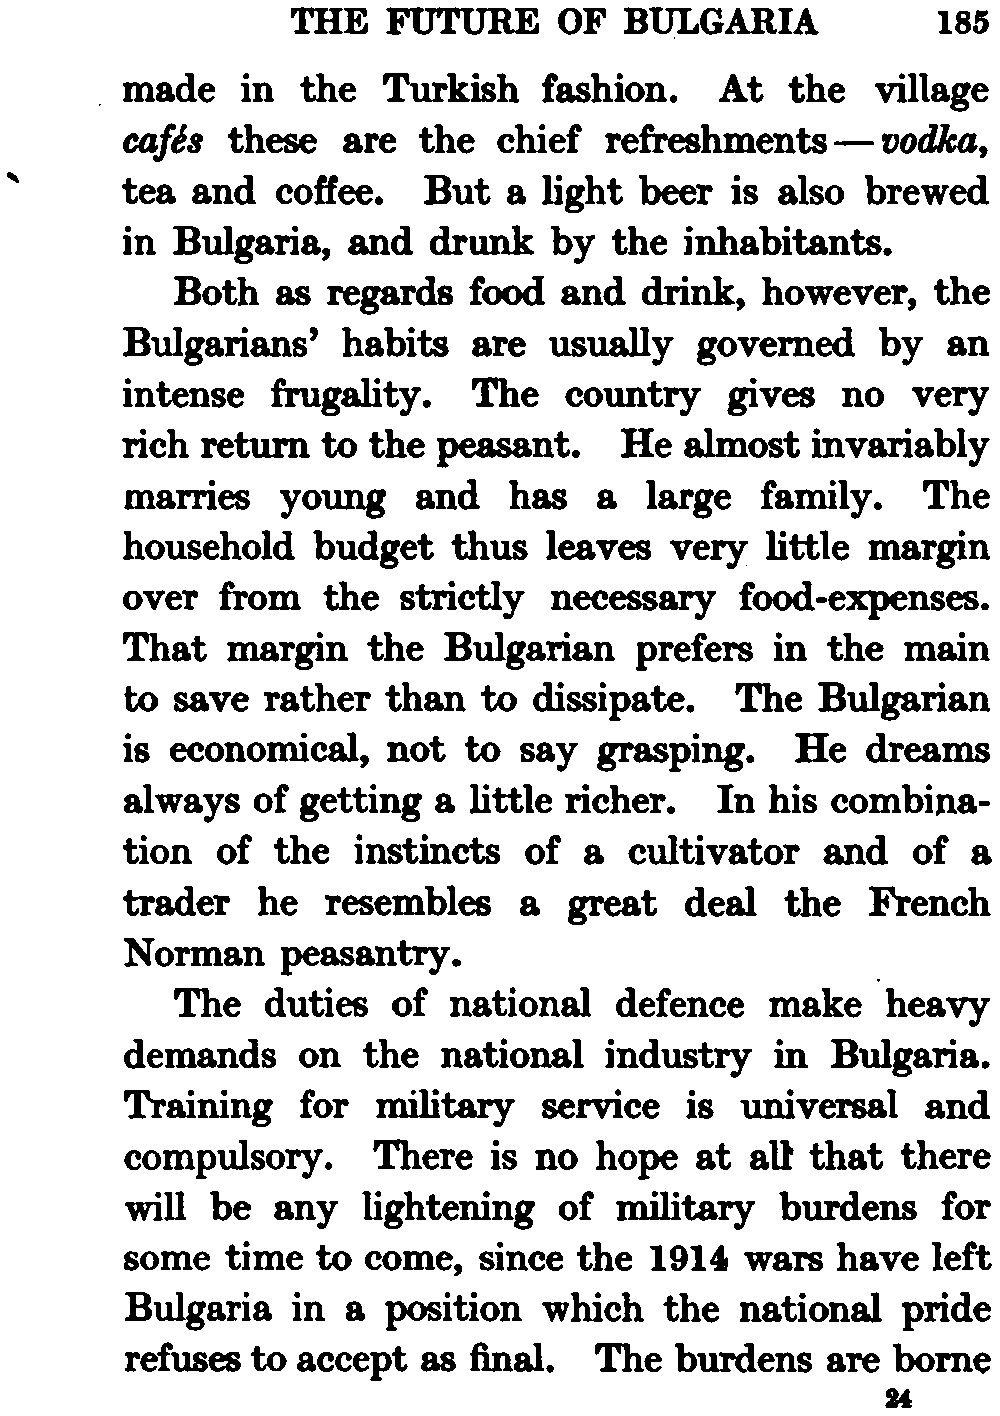 THE FUTURE OF BULGARIA 185
made in the Turkish fashion. At the village
cafés these are the chief refreshments—vodka,
tea and coffee. But a light beer is also brewed
in Bulgaria, and drunk by the inhabitants.
Both as regards food and drink, however, the
Bulgarians' habits are usually governed by an
intense frugality. The country gives no very
rich return to the peasant. He almost invariably
marries young and has a large family. The
household budget thus leaves very little margin
over from the strictly necessary food-expenses.
That margin the Bulgarian prefers in the main
to save rather than to dissipate. The Bulgarian
is economical, not to say grasping. He dreams
always of getting a little richer. In his combina-
tion of the instincts of a cultivator and of a
trader he resembles a great deal the French
Norman peasantry.
The duties of national defence make heavy
demands on the national industry in Bulgaria.
Training for military service is universal and
compulsory. There is no hope at all that there
will be any lightening of military burdens for
some time to come, since the 1914 wars have left
Bulgaria in a position which the national pride
refuses to accept as final. The burdens are borne
24